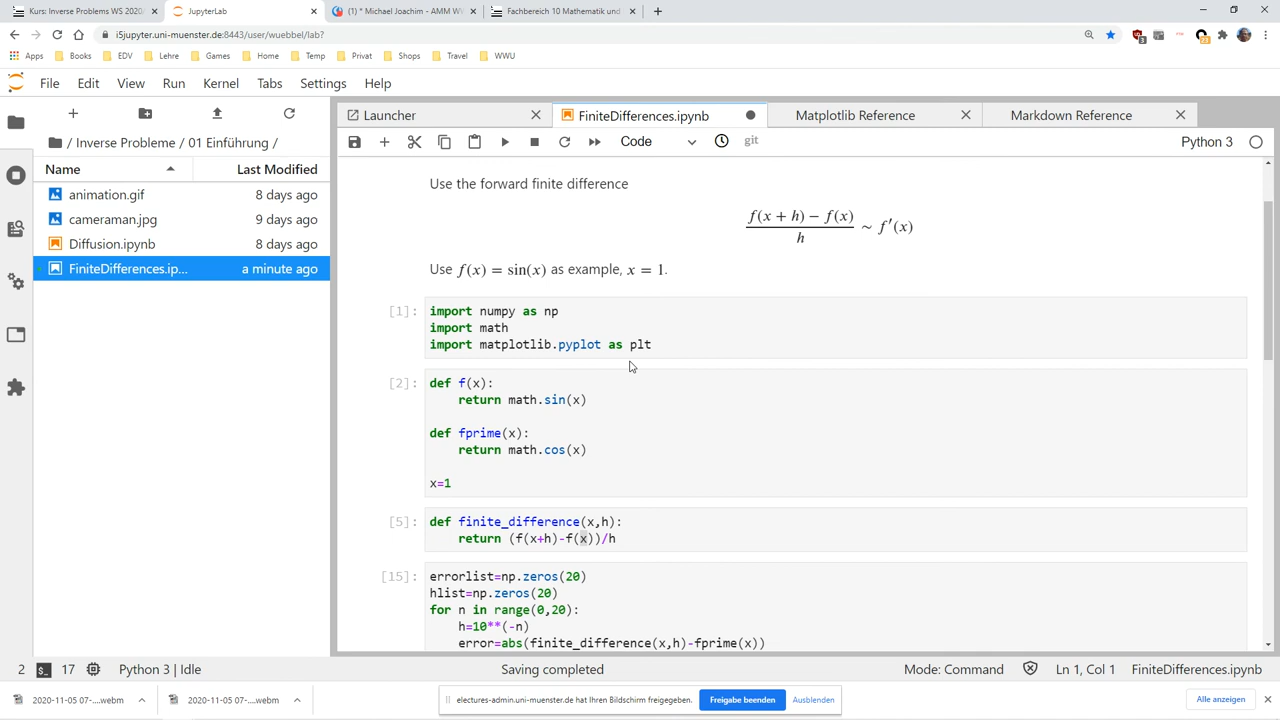 Kurs: Inverse Problems WS 2020/
JupyterLab
(1) * Michael Joachim - AMM WW
Fachbereich 10 Mathematik und
i5jupyter.uni-muenster.de:8443/user/wuebbel/lab?
Apps Books EDV Lehre Games Home Temp Privat Shops Travel WWU
File Edit View Run Kernel Tabs Settings Help
Launcher
FiniteDifferences.ipynb
Matplotlib Reference
Markdown Reference
Code
git
Python 3
/ Inverse Probleme / 01 Einführung /
Name Last Modified
animation.gif 8 days ago
cameraman.jpg 9 days ago
Diffusion.ipynb 8 days ago
FiniteDifferences.ip... a minute ago
Use the forward finite difference
f(x + h) − f(x)
h
∼ f′(x)
Use f(x) = sin(x) as example, x = 1.
[1]:
import numpy as np
import math
import matplotlib.pyplot as plt
[2]:
def f(x):
return math.sin(x)
def fprime(x):
return math.cos(x)
x=1
[5]:
def finite_difference(x,h):
return (f(x+h)-f(x))/h
[15]:
errorlist=np.zeros(20)
hlist=np.zeros(20)
for n in range(0,20):
h=10**(-n)
error=abs(finite_difference(x,h)-fprime(x))
2 17 Python 3 | Idle
Saving completed
Mode: Command
Ln 1, Col 1
FiniteDifferences.ipynb
2020-11-05 07-....webm
2020-11-05 07-....webm
electures-admin.uni-muenster.de hat Ihren Bildschirm freigegeben.
Freigabe beenden
Ausblenden
Alle anzeigen